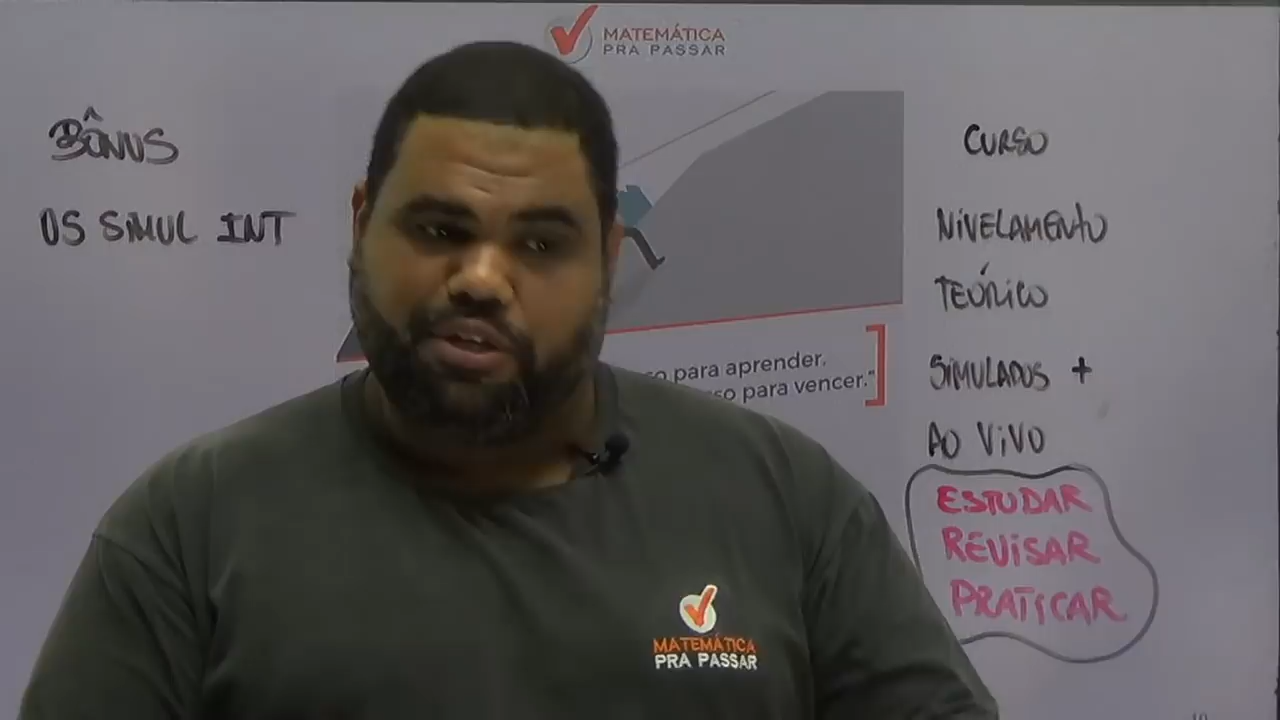 MATEMÁTICA
PRA PASSAR
BÔNUS
05 SIMUL INT
para aprender.
para vencer."
CURSO
NIVELAMENTO
TEÓRICO
SIMULADOS +
AO VIVO
ESTUDAR
REVISAR
PRATICAR
MATEMÁTICA
PRA PASSAR